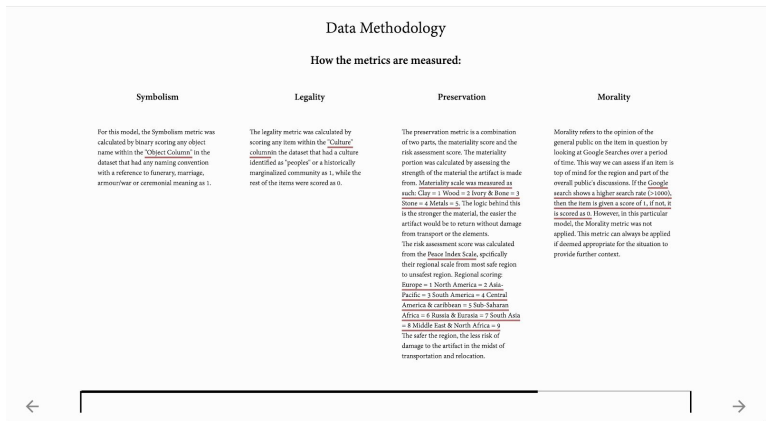 Data Methodology
How the metrics are measured:
Symbolism
For this model, the Symbolism metric was
calculated by binary scoring any object
name within the "Object Column" in the
dataset that had any naming convention
with a reference to funerary, marriage,
armour/war or ceremonial meaning as 1.
Legality
The legality metric was calculated by
scoring any item within the "Culture"
columnin the dataset that had a culture
identified as "peoples" or a historically
marginalized community as 1, while the
rest of the items were scored as 0.
Preservation
The preservation metric is a combination
of two parts, the materiality score and the
risk assessment score. The materiality
portion was calculated by assessing the
strength of the material the artifact is made
from. Materiality scale was measured as
such: Clay = 1 Wood = 2 Ivory & Bone = 3
Stone = 4 Metals = 5. The logic behind this
is the stronger the material, the easier the
artifact would be to return without damage
from transport or the elements.
The risk assessment score was calculated
from the Peace Index Scale, spcifically
their regional scale from most safe region
to unsafest region. Regional scoring:
Europe = 1 North America = 2 Asia-
Pacific = 3 South America = 4 Central
America & caribbean = 5 Sub-Saharan
Africa = 6 Russia & Eurasia = 7 South Asia
= 8 Middle East & North Africa = 9
The safer the region, the less risk of
damage to the artifact in the midst of
transportation and relocation.
Morality
Morality refers to the opinion of the
general public on the item in question by
looking at Google Searches over a period
of time. This way we can assess if an item is
top of mind for the region and part of the
overall public's discussions. If the Google
search shows a higher search rate (>1000),
then the item is given a score of 1, if not, it
is scored as 0. However, in this particular
model, the Morality metric was not
applied. This metric can always be applied
if deemed appropriate for the situation to
provide further context.